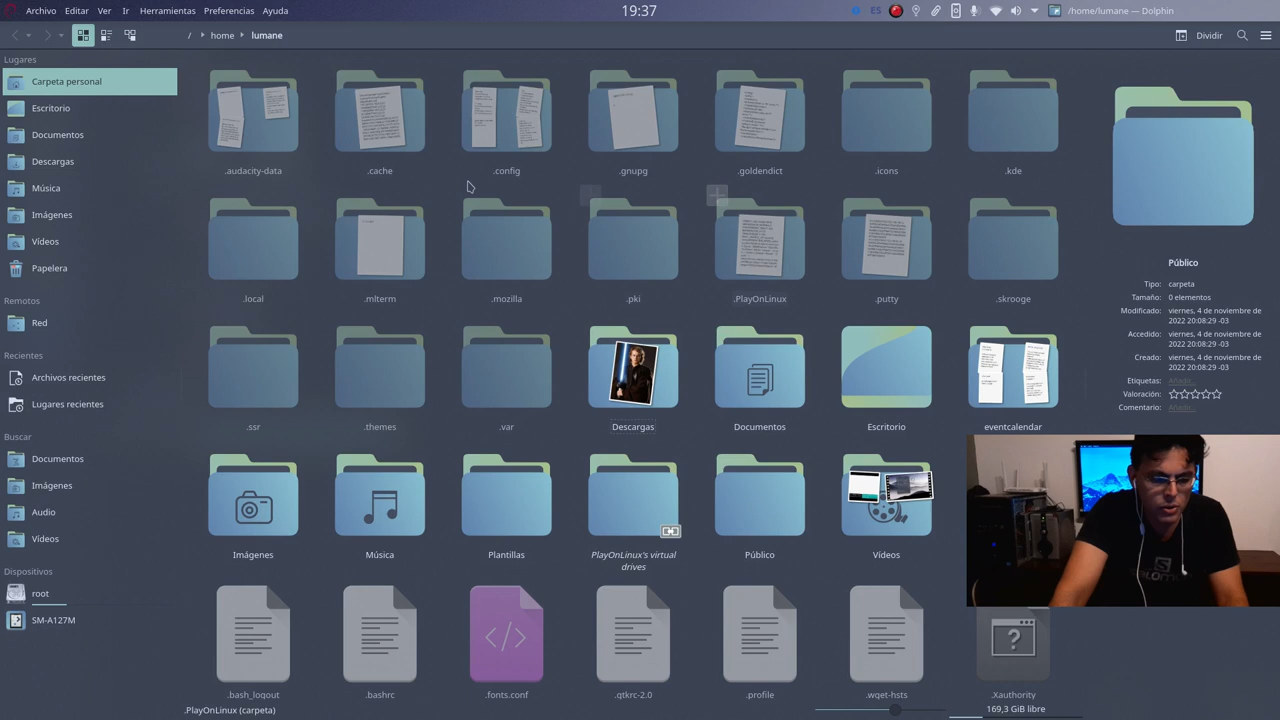 Archivo Editar Ver Ir Herramientas Preferencias Ayuda
19:37
ES
/home/lumane — Dolphin
/ home lumane
Dividir
Lugares
Carpeta personal
Escritorio
Documentos
Descargas
Música
Imágenes
Vídeos
Papelera
Remotos
Red
Recientes
Archivos recientes
Lugares recientes
Buscar
Documentos
Imágenes
Audio
Vídeos
Dispositivos
root
SM-A127M
.audacity-data .cache .config .gnupg .goldendict .icons .kde
.local .mlterm .mozilla .pki .PlayOnLinux .putty .skrooge
.ssr .themes .var Descargas Documentos Escritorio eventcalendar
Imágenes Música Plantillas PlayOnLinux's virtual Público Vídeos
drives
.bash_logout .bashrc .fonts.conf .gtkrc-2.0 .profile .wget-hsts .Xauthority
.PlayOnLinux (carpeta)
169,3 GiB libre
Público
Tipo: carpeta
Tamaño: 0 elementos
Modificado: viernes, 4 de noviembre de
2022 20:08:29 -03
Accedido: viernes, 4 de noviembre de
2022 20:08:29 -03
Creado: viernes, 4 de noviembre de
2022 20:08:29 -03
Etiquetas: Añadir...
Valoración:
Comentario: Añadir...